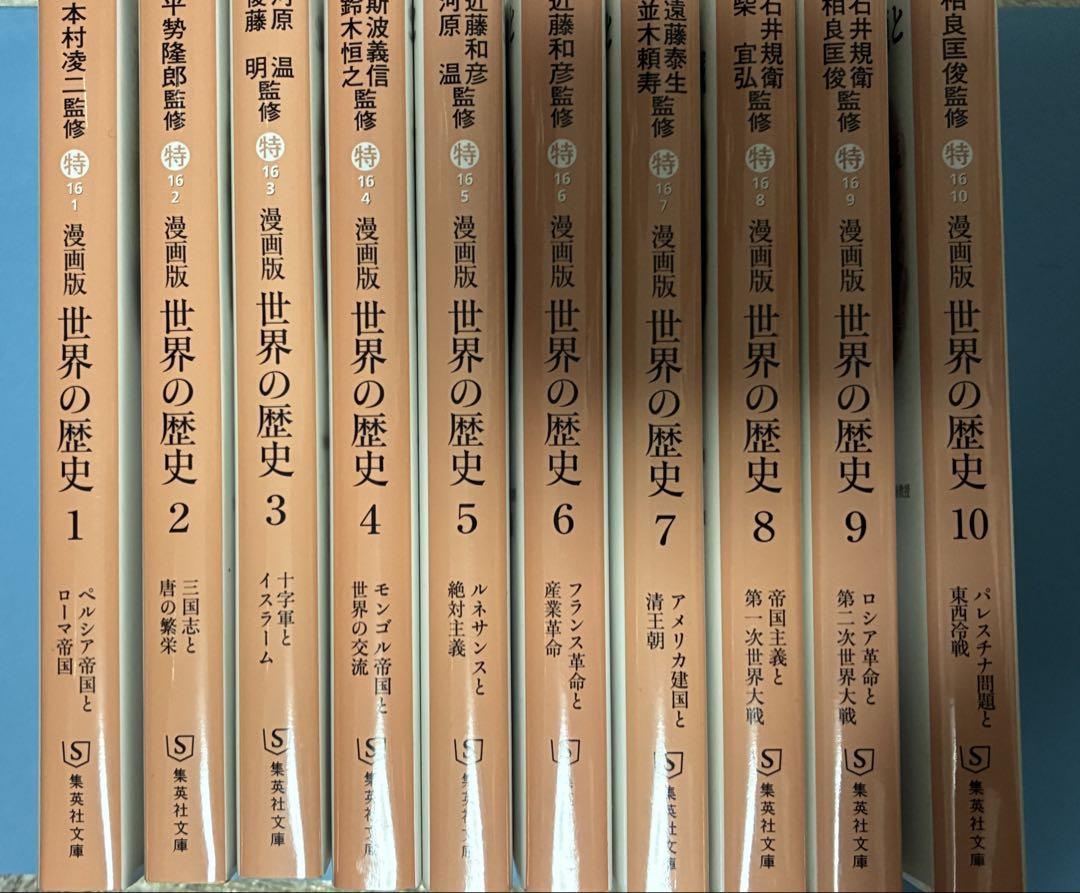 本村凌二監修
特
16
1
漫画版
世界の歴史
1
ペルシア帝国と
ローマ帝国
S
集英社文庫
平㔟隆郎監修
特
16
2
漫画版
世界の歴史
2
三国志と
唐の繁栄
集英社文庫
河原 温
後藤 明監修
特
16
3
漫画版
世界の歴史
3
十字軍と
イスラーム
S
集英社文庫
斯波義信
鈴木恒之監修
特
16
4
漫画版
世界の歴史
4
モンゴル帝国と
世界の交流
S
集英社文庫
近藤和彦
河原 温監修
特
16
5
漫画版
世界の歴史
5
ルネサンスと
絶対主義
S
集英社文庫
近藤和彦監修
特
16
6
漫画版
世界の歴史
6
フランス革命と
産業革命
S
集英社文庫
遠藤泰生
並木頼寿監修
特
16
7
漫画版
世界の歴史
7
アメリカ建国と
清王朝
S
集英社文庫
石井規衛
柴 宜弘監修
特
16
8
漫画版
世界の歴史
8
帝国主義と
第一次世界大戦
S
集英社文庫
石井規衛
相良匡俊監修
特
16
9
漫画版
世界の歴史
9
ロシア革命と
第二次世界大戦
S
集英社文庫
相良匡俊監修
特
16
10
漫画版
世界の歴史
10
パレスチナ問題と
東西冷戦
S
集英社文庫